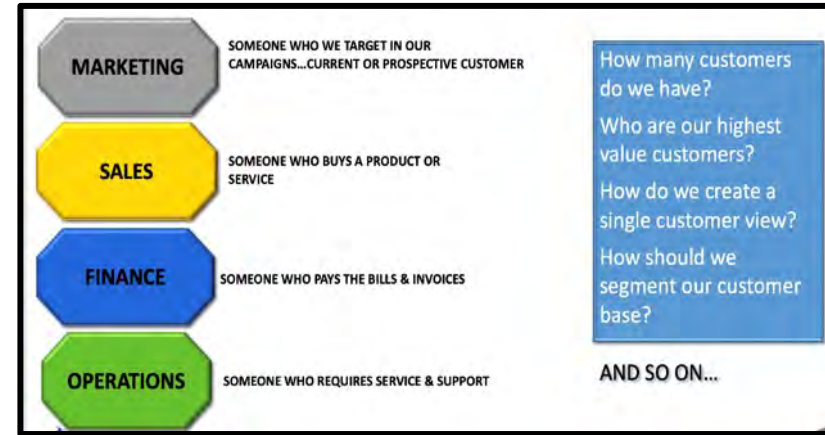 MARKETING
SOMEONE WHO WE TARGET IN OUR
CAMPAIGNS...CURRENT OR PROSPECTIVE CUSTOMER
SALES
SOMEONE WHO BUYS A PRODUCT OR
SERVICE
FINANCE
SOMEONE WHO PAYS THE BILLS & INVOICES
OPERATIONS
SOMEONE WHO REQUIRES SERVICE & SUPPORT
How many customers
do we have?
Who are our highest
value customers?
How do we create a
single customer view?
How should we
segment our customer
base?
AND SO ON...